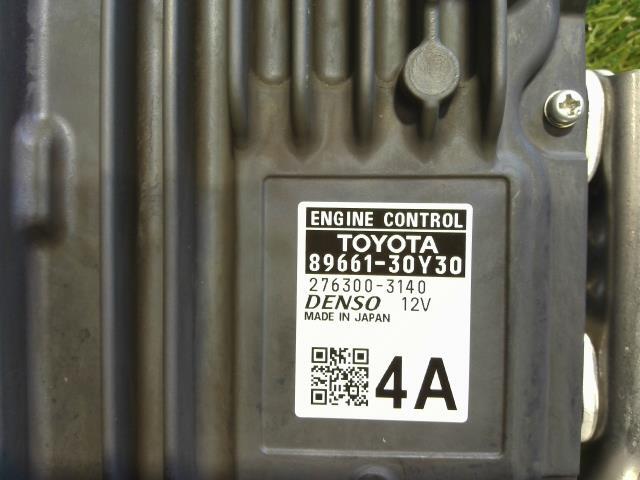 ENGINE CONTROL
TOYOTA
89661-30Y30
276300-3140
DENSO 12V
MADE IN JAPAN
4A